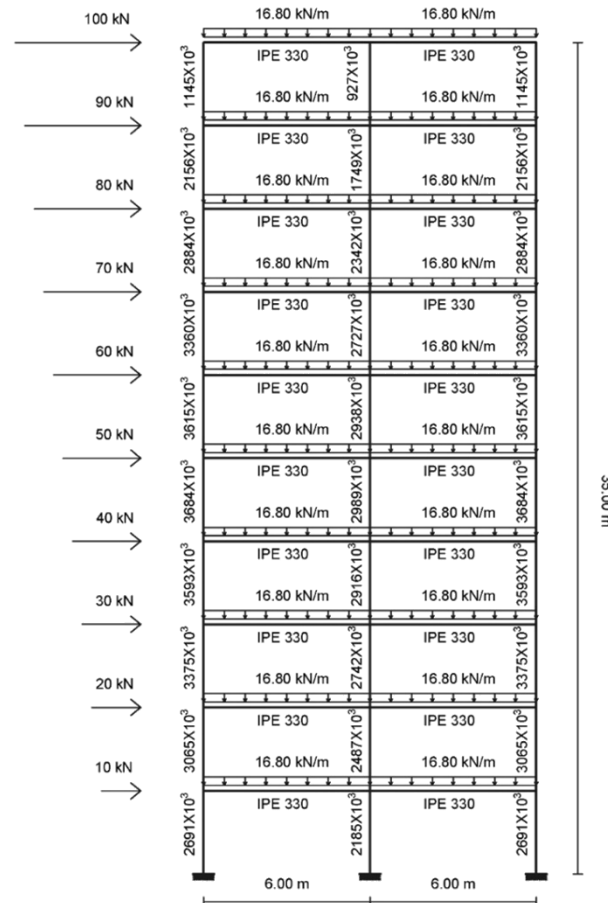 100 kN
16.80 kN/m 16.80 kN/m
1145X10³ IPE 330 927X10³ IPE 330 1145X10³
90 kN 16.80 kN/m 16.80 kN/m
2156X10³ IPE 330 1749X10³ IPE 330 2156X10³
80 kN 16.80 kN/m 16.80 kN/m
2884X10³ IPE 330 2342X10³ IPE 330 2884X10³
70 kN 16.80 kN/m 16.80 kN/m
3360X10³ IPE 330 2727X10³ IPE 330 3360X10³
60 kN 16.80 kN/m 16.80 kN/m
3615X10³ IPE 330 2938X10³ IPE 330 3615X10³
50 kN 16.80 kN/m 16.80 kN/m
3684X10³ IPE 330 2989X10³ IPE 330 3684X10³
m
40 kN 16.80 kN/m 16.80 kN/m
3593X10³ IPE 330 2916X10³ IPE 330 3593X10³
30 kN 16.80 kN/m 16.80 kN/m
3375X10³ IPE 330 2742X10³ IPE 330 3375X10³
20 kN 16.80 kN/m 16.80 kN/m
3065X10³ IPE 330 2487X10³ IPE 330 3065X10³
10 kN 16.80 kN/m 16.80 kN/m
2691X10³ IPE 330 2185X10³ IPE 330 2691X10³
6.00 m 6.00 m